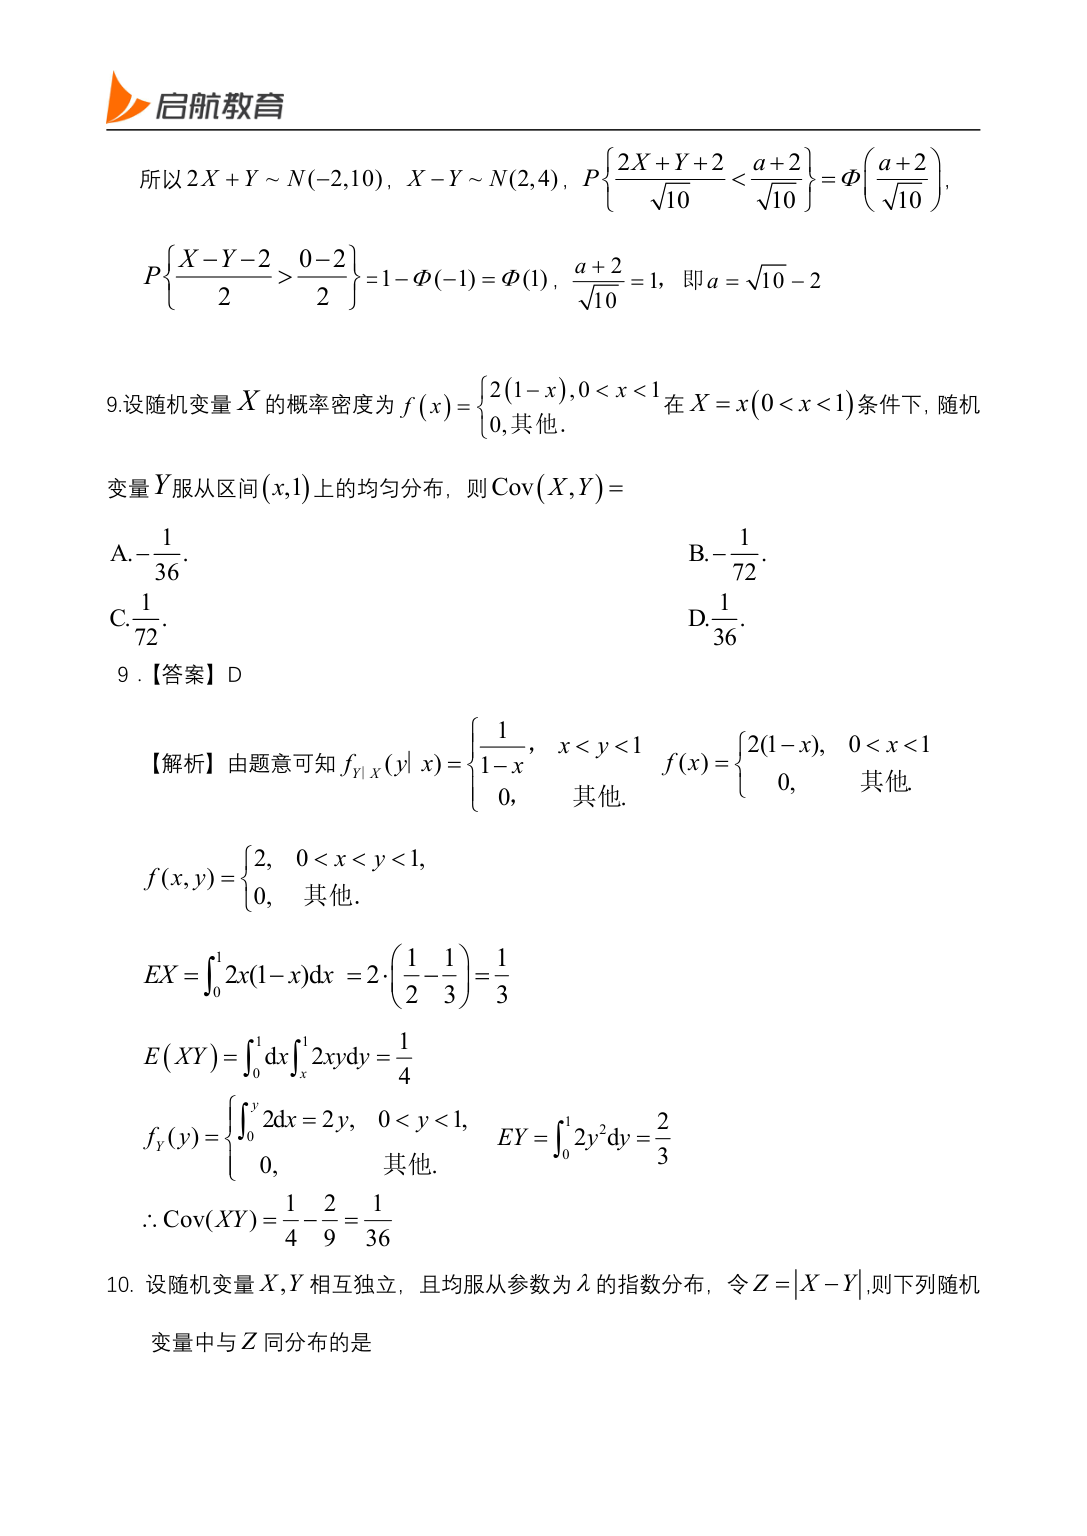 启航教育
所以 2X + Y ~ N(−2,10), X − Y ~ N(2,4), P{(2X + Y + 2)/√10 < (a + 2)/√10} = Φ((a + 2)/√10),
P{(X − Y − 2)/2 > (0 − 2)/2} = 1 − Φ(−1) = Φ(1), (a + 2)/√10 = 1, 即 a = √10 − 2
9.设随机变量 X 的概率密度为 f(x) = {2(1 − x), 0 < x < 1; 0, 其他. 在 X = x(0 < x < 1)条件下, 随机
变量 Y 服从区间(x,1)上的均匀分布, 则 Cov(X,Y) =
A. −1/36. B. −1/72.
C. 1/72. D. 1/36.
9 .【答案】D
【解析】由题意可知 f_{Y|X}(y| x) = {1/(1 − x), x < y < 1; 0, 其他. f(x) = {2(1 − x), 0 < x < 1; 0, 其他.
f(x, y) = {2, 0 < x < y < 1, 0, 其他.
EX = ∫₀¹ 2x(1 − x)dx = 2·(1/2 − 1/3) = 1/3
E(XY) = ∫₀¹ dx ∫ₓ¹ 2xydy = 1/4
f_Y(y) = {∫₀^y 2dx = 2y, 0 < y < 1, 0, 其他. EY = ∫₀¹ 2y²dy = 2/3
∴ Cov(XY) = 1/4 − 2/9 = 1/36
10. 设随机变量 X,Y 相互独立, 且均服从参数为 λ 的指数分布, 令 Z = |X − Y|,则下列随机
变量中与 Z 同分布的是